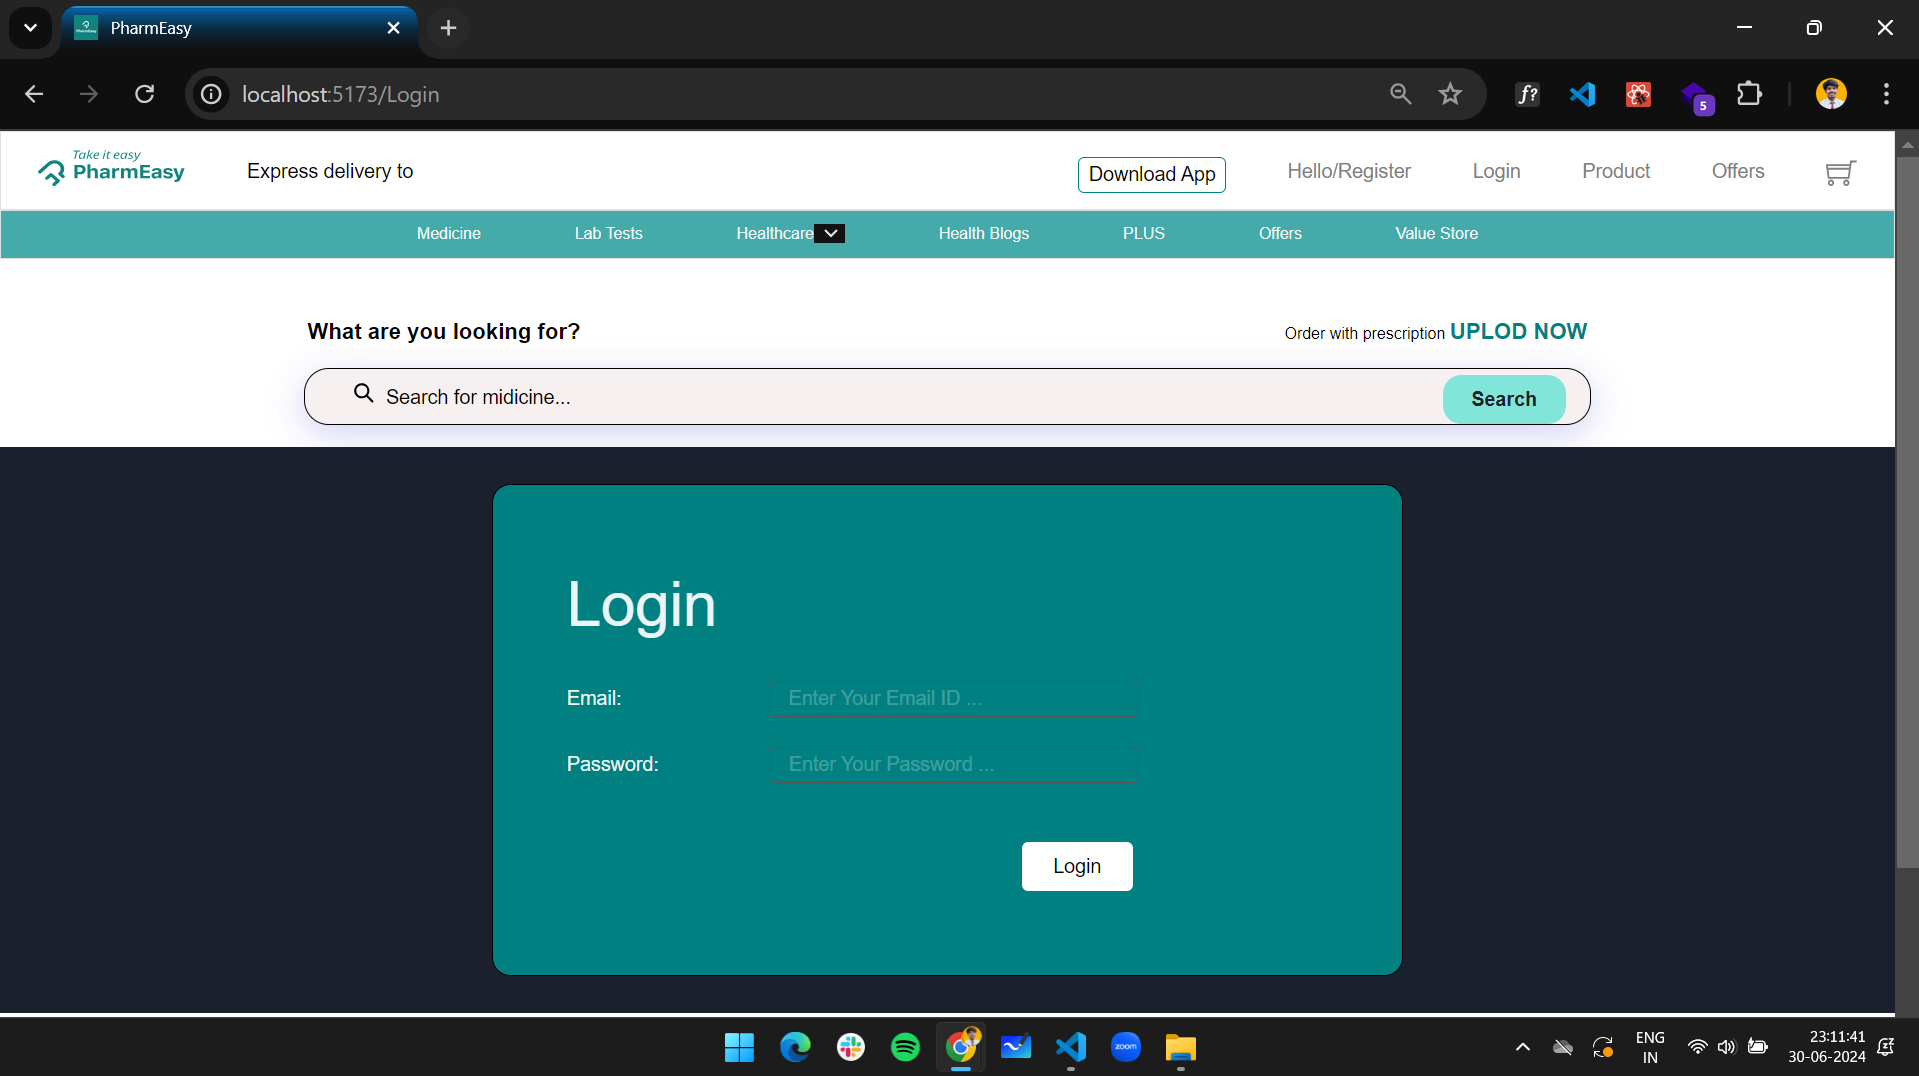 PharmEasy
localhost:5173/Login
f?
5
Take it easy
PharmEasy
Express delivery to
Download App
Hello/Register
Login
Product
Offers
Medicine
Lab Tests
Healthcare
Health Blogs
PLUS
Offers
Value Store
What are you looking for?
Order with prescription UPLOD NOW
Search for midicine...
Search
Login
Email:
Enter Your Email ID ...
Password:
Enter Your Password ...
Login
zoom
ENG
IN
23:11:41
30-06-2024